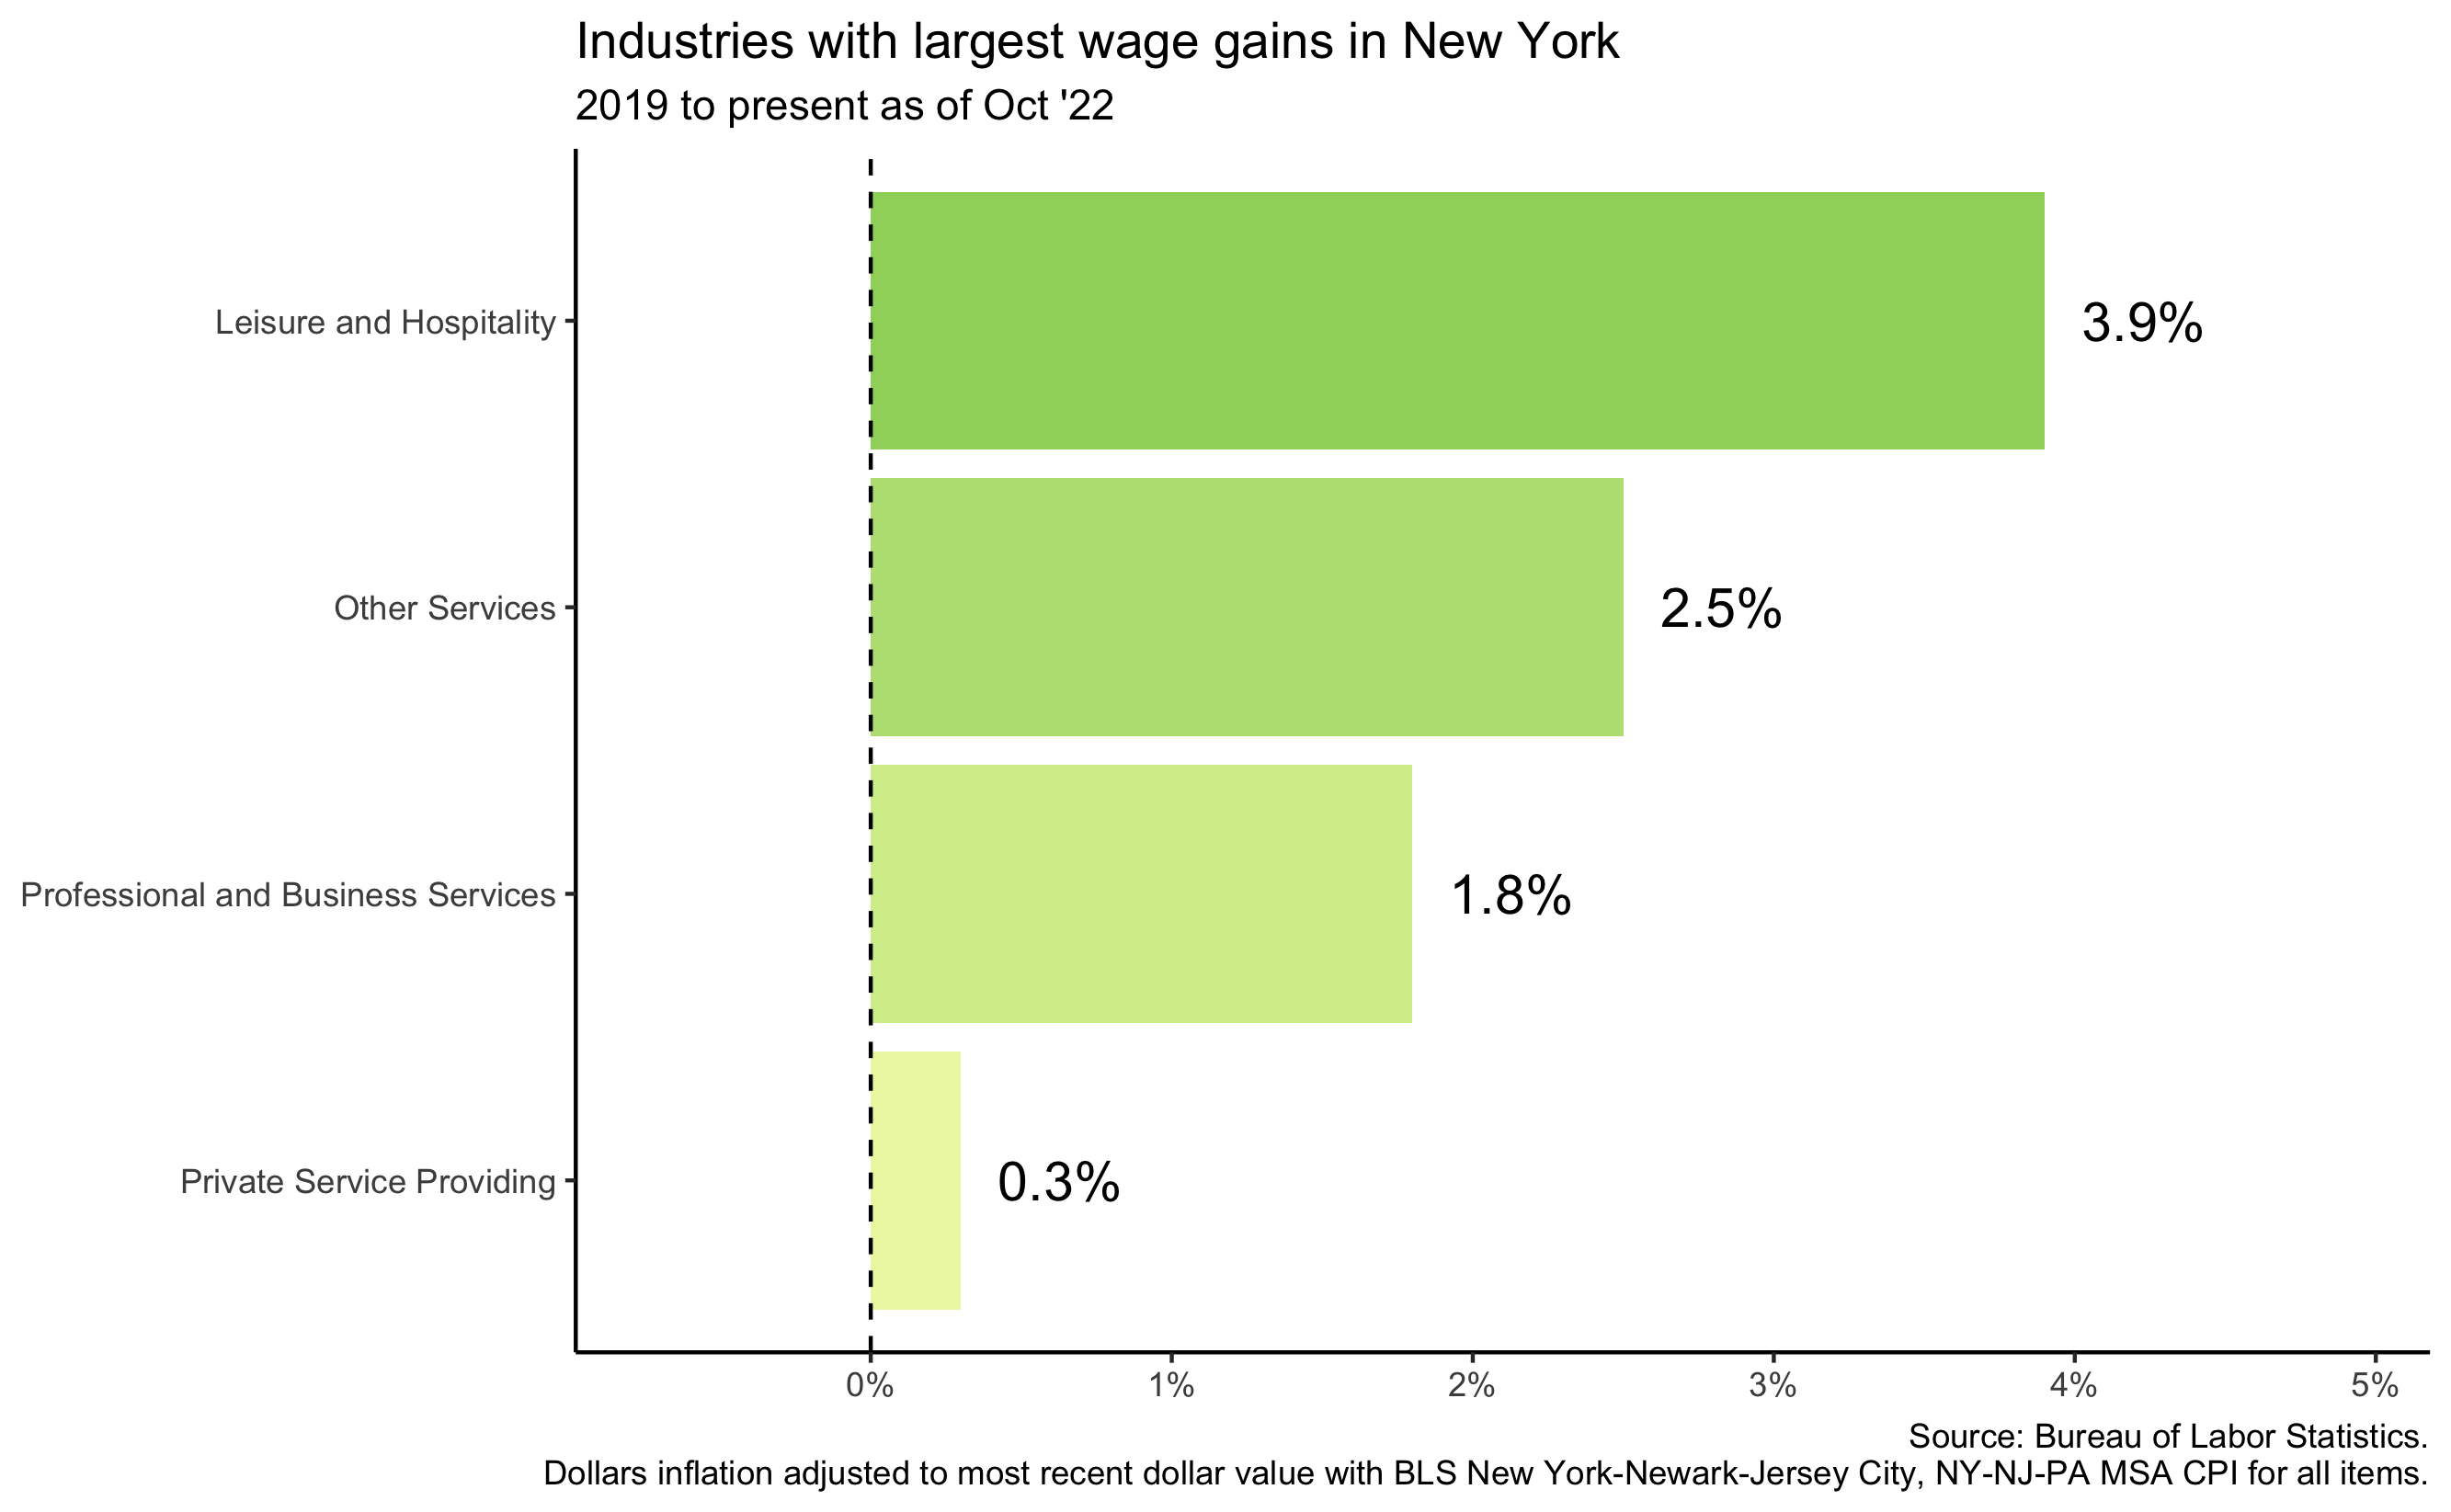 Industries with largest wage gains in New York
2019 to present as of Oct '22
Leisure and Hospitality
3.9%
Other Services
2.5%
Professional and Business Services
1.8%
Private Service Providing
0.3%
0% 1% 2% 3% 4% 5%
Source: Bureau of Labor Statistics.
Dollars inflation adjusted to most recent dollar value with BLS New York-Newark-Jersey City, NY-NJ-PA MSA CPI for all items.